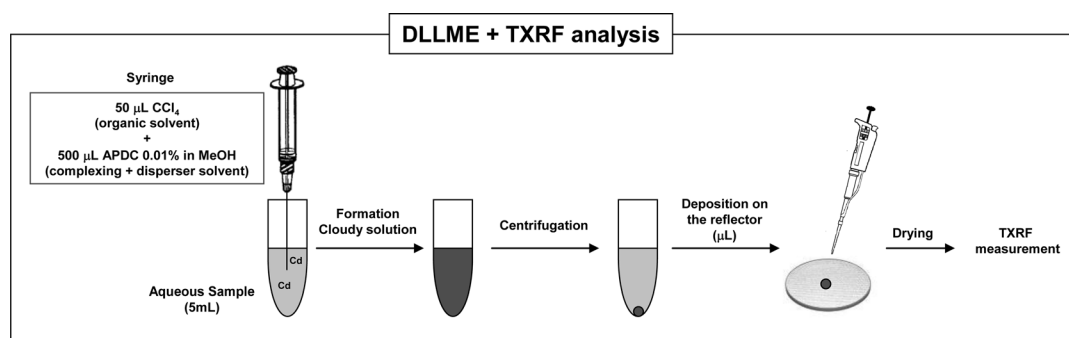 DLLME + TXRF analysis
Syringe
50 μL CCl₄
(organic solvent)
+
500 μL APDC 0.01% in MeOH
(complexing + disperser solvent)
Cd
Cd
Aqueous Sample
(5mL)
Formation
Cloudy solution
Centrifugation
Deposition on
the reflector
(μL)
Drying
TXRF
measurement